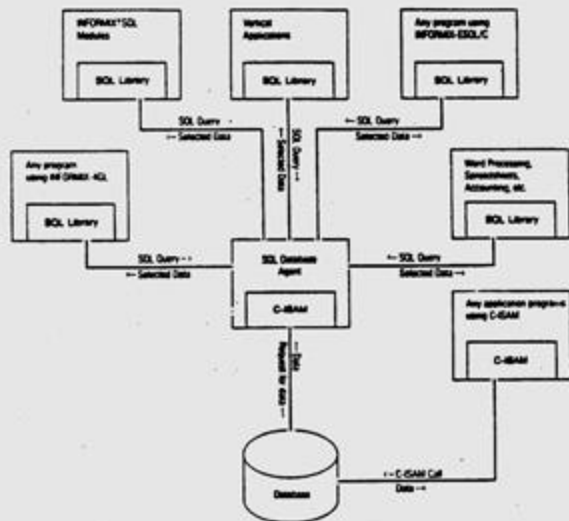 INFORMIX*SQL
Modules
SQL Library
Vertical
Applications
SQL Library
Any program using
INFORMIX-ESQL/C
SQL Library
SQL Query
<— Selected Data
SQL Query —>
<— Selected Data
<— SQL Query
Selected Data —>
Any program
using INFORMIX-4GL
SQL Library
Word Processing,
Spreadsheets,
Accounting, etc.
SQL Library
SQL Query -->
<— Selected Data
SQL Database
Agent
C-ISAM
<— SQL Query
Selected Data —>
Any application programs
using C-ISAM
C-ISAM
<— Data
Request for data —>
Database
<— C-ISAM Call
Data —>